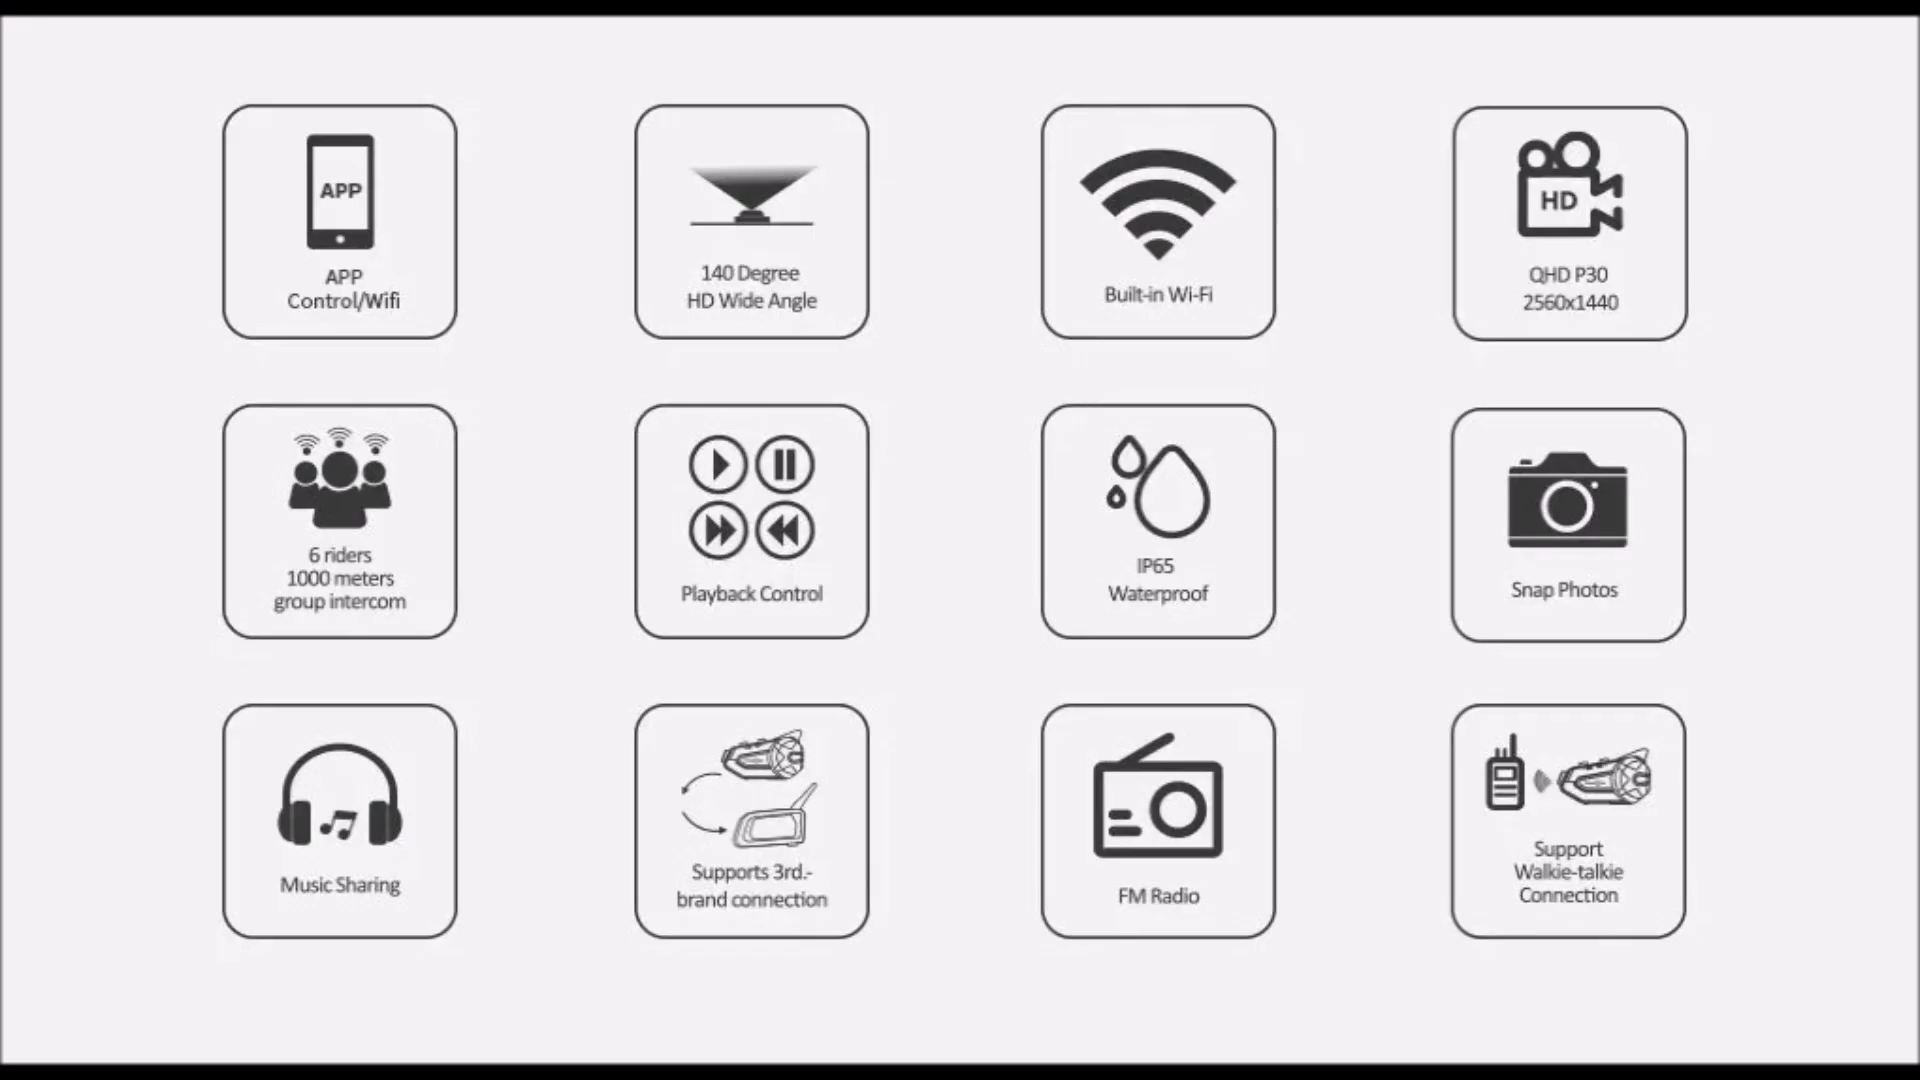 APP
APP
Control/Wifi
140 Degree
HD Wide Angle
Built-in Wi-Fi
HD
QHD P30
2560x1440
6 riders
1000 meters
group intercom
Playback Control
IP65
Waterproof
Snap Photos
Music Sharing
Supports 3rd.-
brand connection
FM Radio
Support
Walkie-talkie
Connection